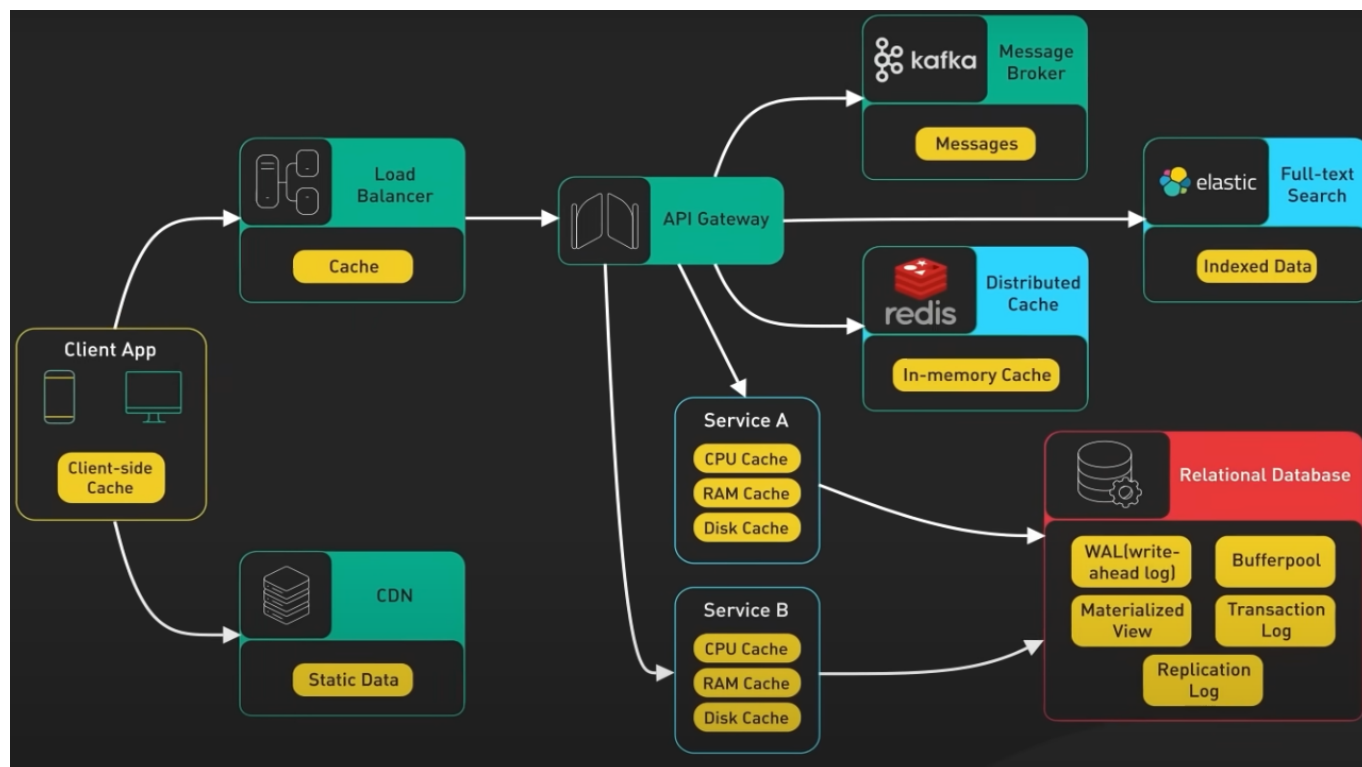 kafka
Message
Broker
Messages
Load
Balancer
Cache
API Gateway
elastic
Full-text
Search
Indexed Data
redis
Distributed
Cache
In-memory Cache
Client App
Client-side
Cache
Service A
CPU Cache
RAM Cache
Disk Cache
Relational Database
WAL(write-
ahead log)
Bufferpool
Materialized
View
Transaction
Log
Replication
Log
CDN
Static Data
Service B
CPU Cache
RAM Cache
Disk Cache